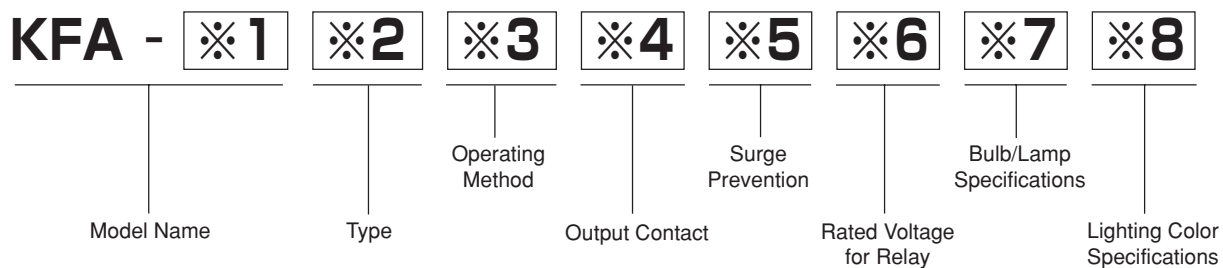 KFA - ※1 ※2 ※3 ※4 ※5 ※6 ※7 ※8
Operating
Method
Surge
Prevention
Bulb/Lamp
Specifications
Model Name
Type
Output Contact
Rated Voltage
for Relay
Lighting Color
Specifications